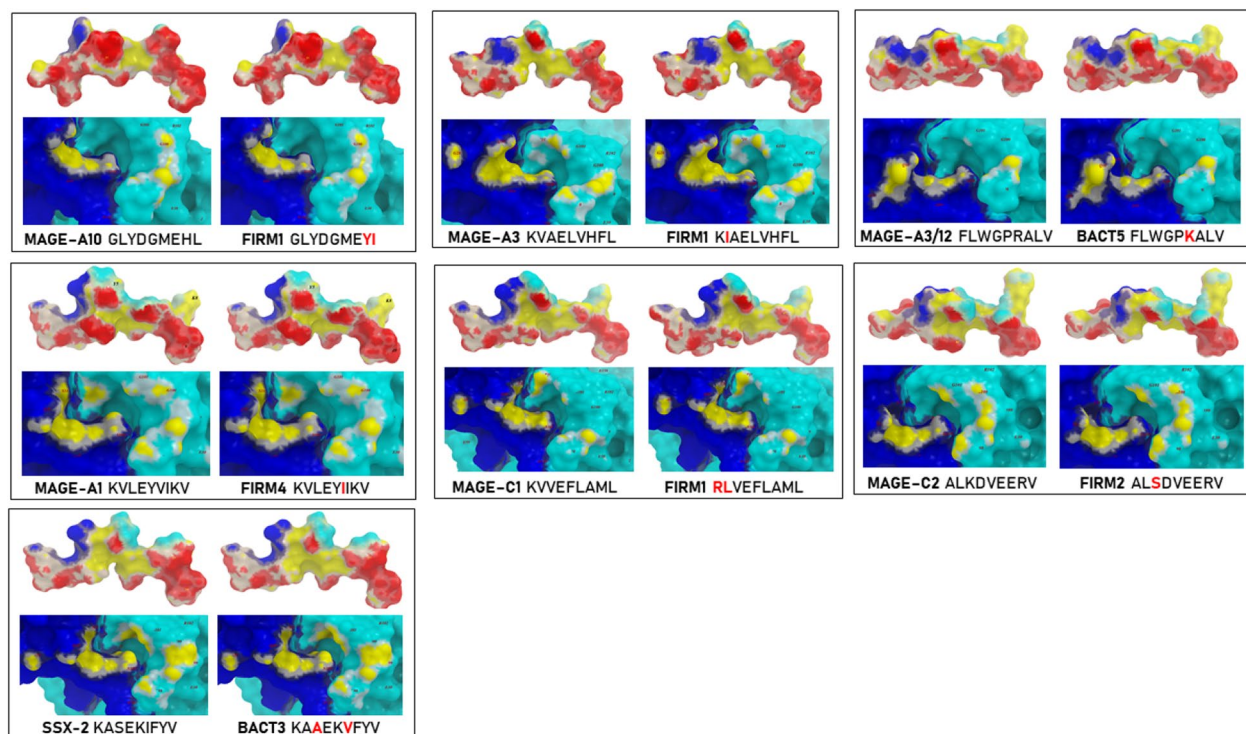 MAGE-A10 GLYDGMEHL
FIRM1 GLYDGMEYI
MAGE-A3 KVAELVHFL
FIRM1 KIAELVHFL
MAGE-A3/12 FLWGPRALV
BACT5 FLWGPKALV
MAGE-A1 KVLEYVIKV
FIRM4 KVLEYIIKV
MAGE-C1 KVVEFLAML
FIRM1 RLVEFLAML
MAGE-C2 ALKDVEERV
FIRM2 ALSDVEERV
SSX-2 KASEKIFYV
BACT3 KAAEKVFYV